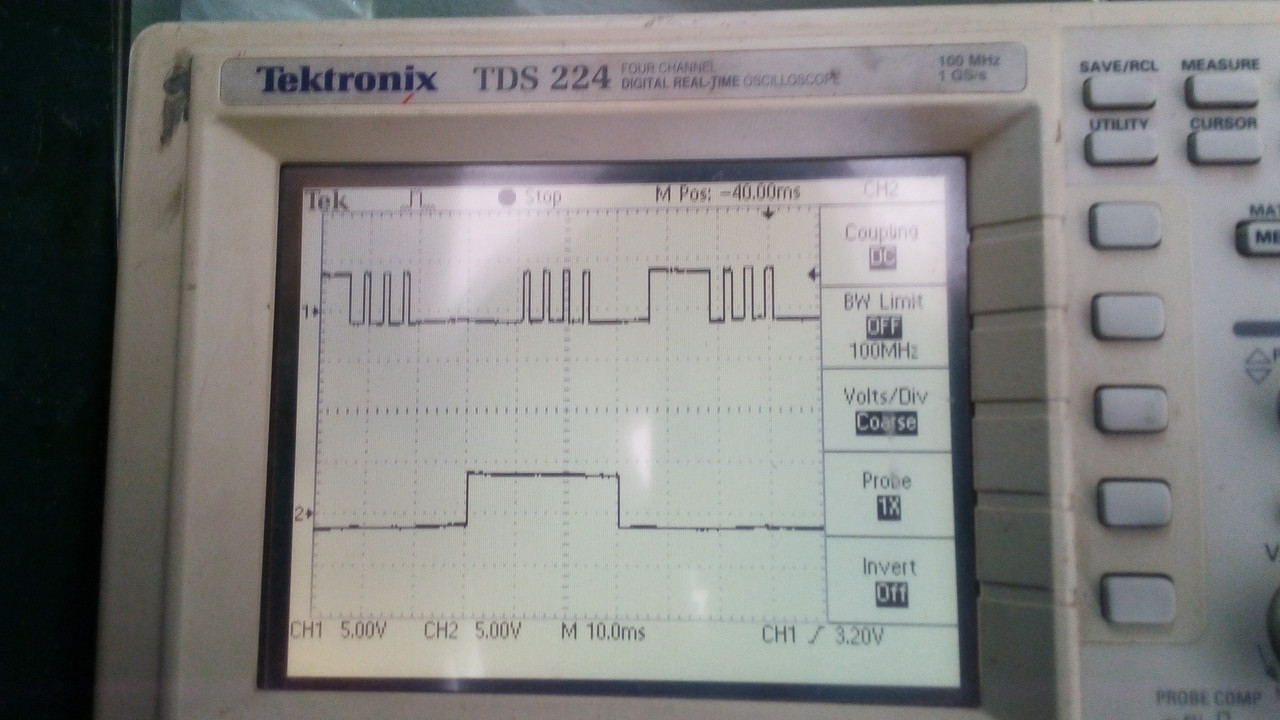 Tektronix TDS 224 FOUR CHANNEL DIGITAL REAL-TIME OSCILLOSCOPE
100 MHz
1 GS/s
SAVE/RCL MEASURE
UTILITY CURSOR
Tek Stop M Pos: -40.00ms CH2
Coupling
DC
BW Limit
OFF
100MHz
Volts/Div
Coarse
Probe
1X
Invert
Off
1
2
CH1 5.00V CH2 5.00V M 10.0ms CH1 3.20V
PROBE COMP